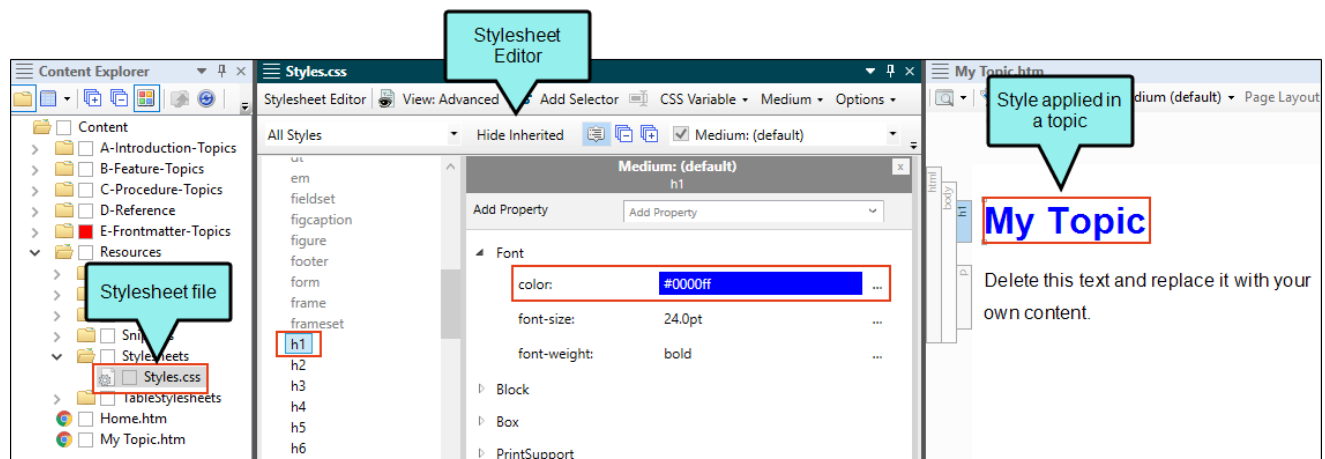 Stylesheet
Editor
Content Explorer
Styles.css
My Topic.htm
Stylesheet Editor View: Advanced Add Selector CSS Variable Medium Options
dium (default) Page Layout
Style applied in
a topic
Content
All Styles
Hide Inherited
Medium: (default)
A-Introduction-Topics
B-Feature-Topics
C-Procedure-Topics
D-Reference
E-Frontmatter-Topics
Resources
Stylesheet file
Snip
Stylesheets
Styles.css
TableStylesheets
Home.htm
My Topic.htm
em
fieldset
figcaption
figure
footer
form
frame
frameset
h1
h2
h3
h4
h5
h6
Medium: (default)
h1
x
Add Property
Add Property
Font
color:
#0000ff
...
font-size:
24.0pt
...
font-weight:
bold
...
Block
Box
PrintSupport
html
body
h1
p
My Topic
Delete this text and replace it with your
own content.